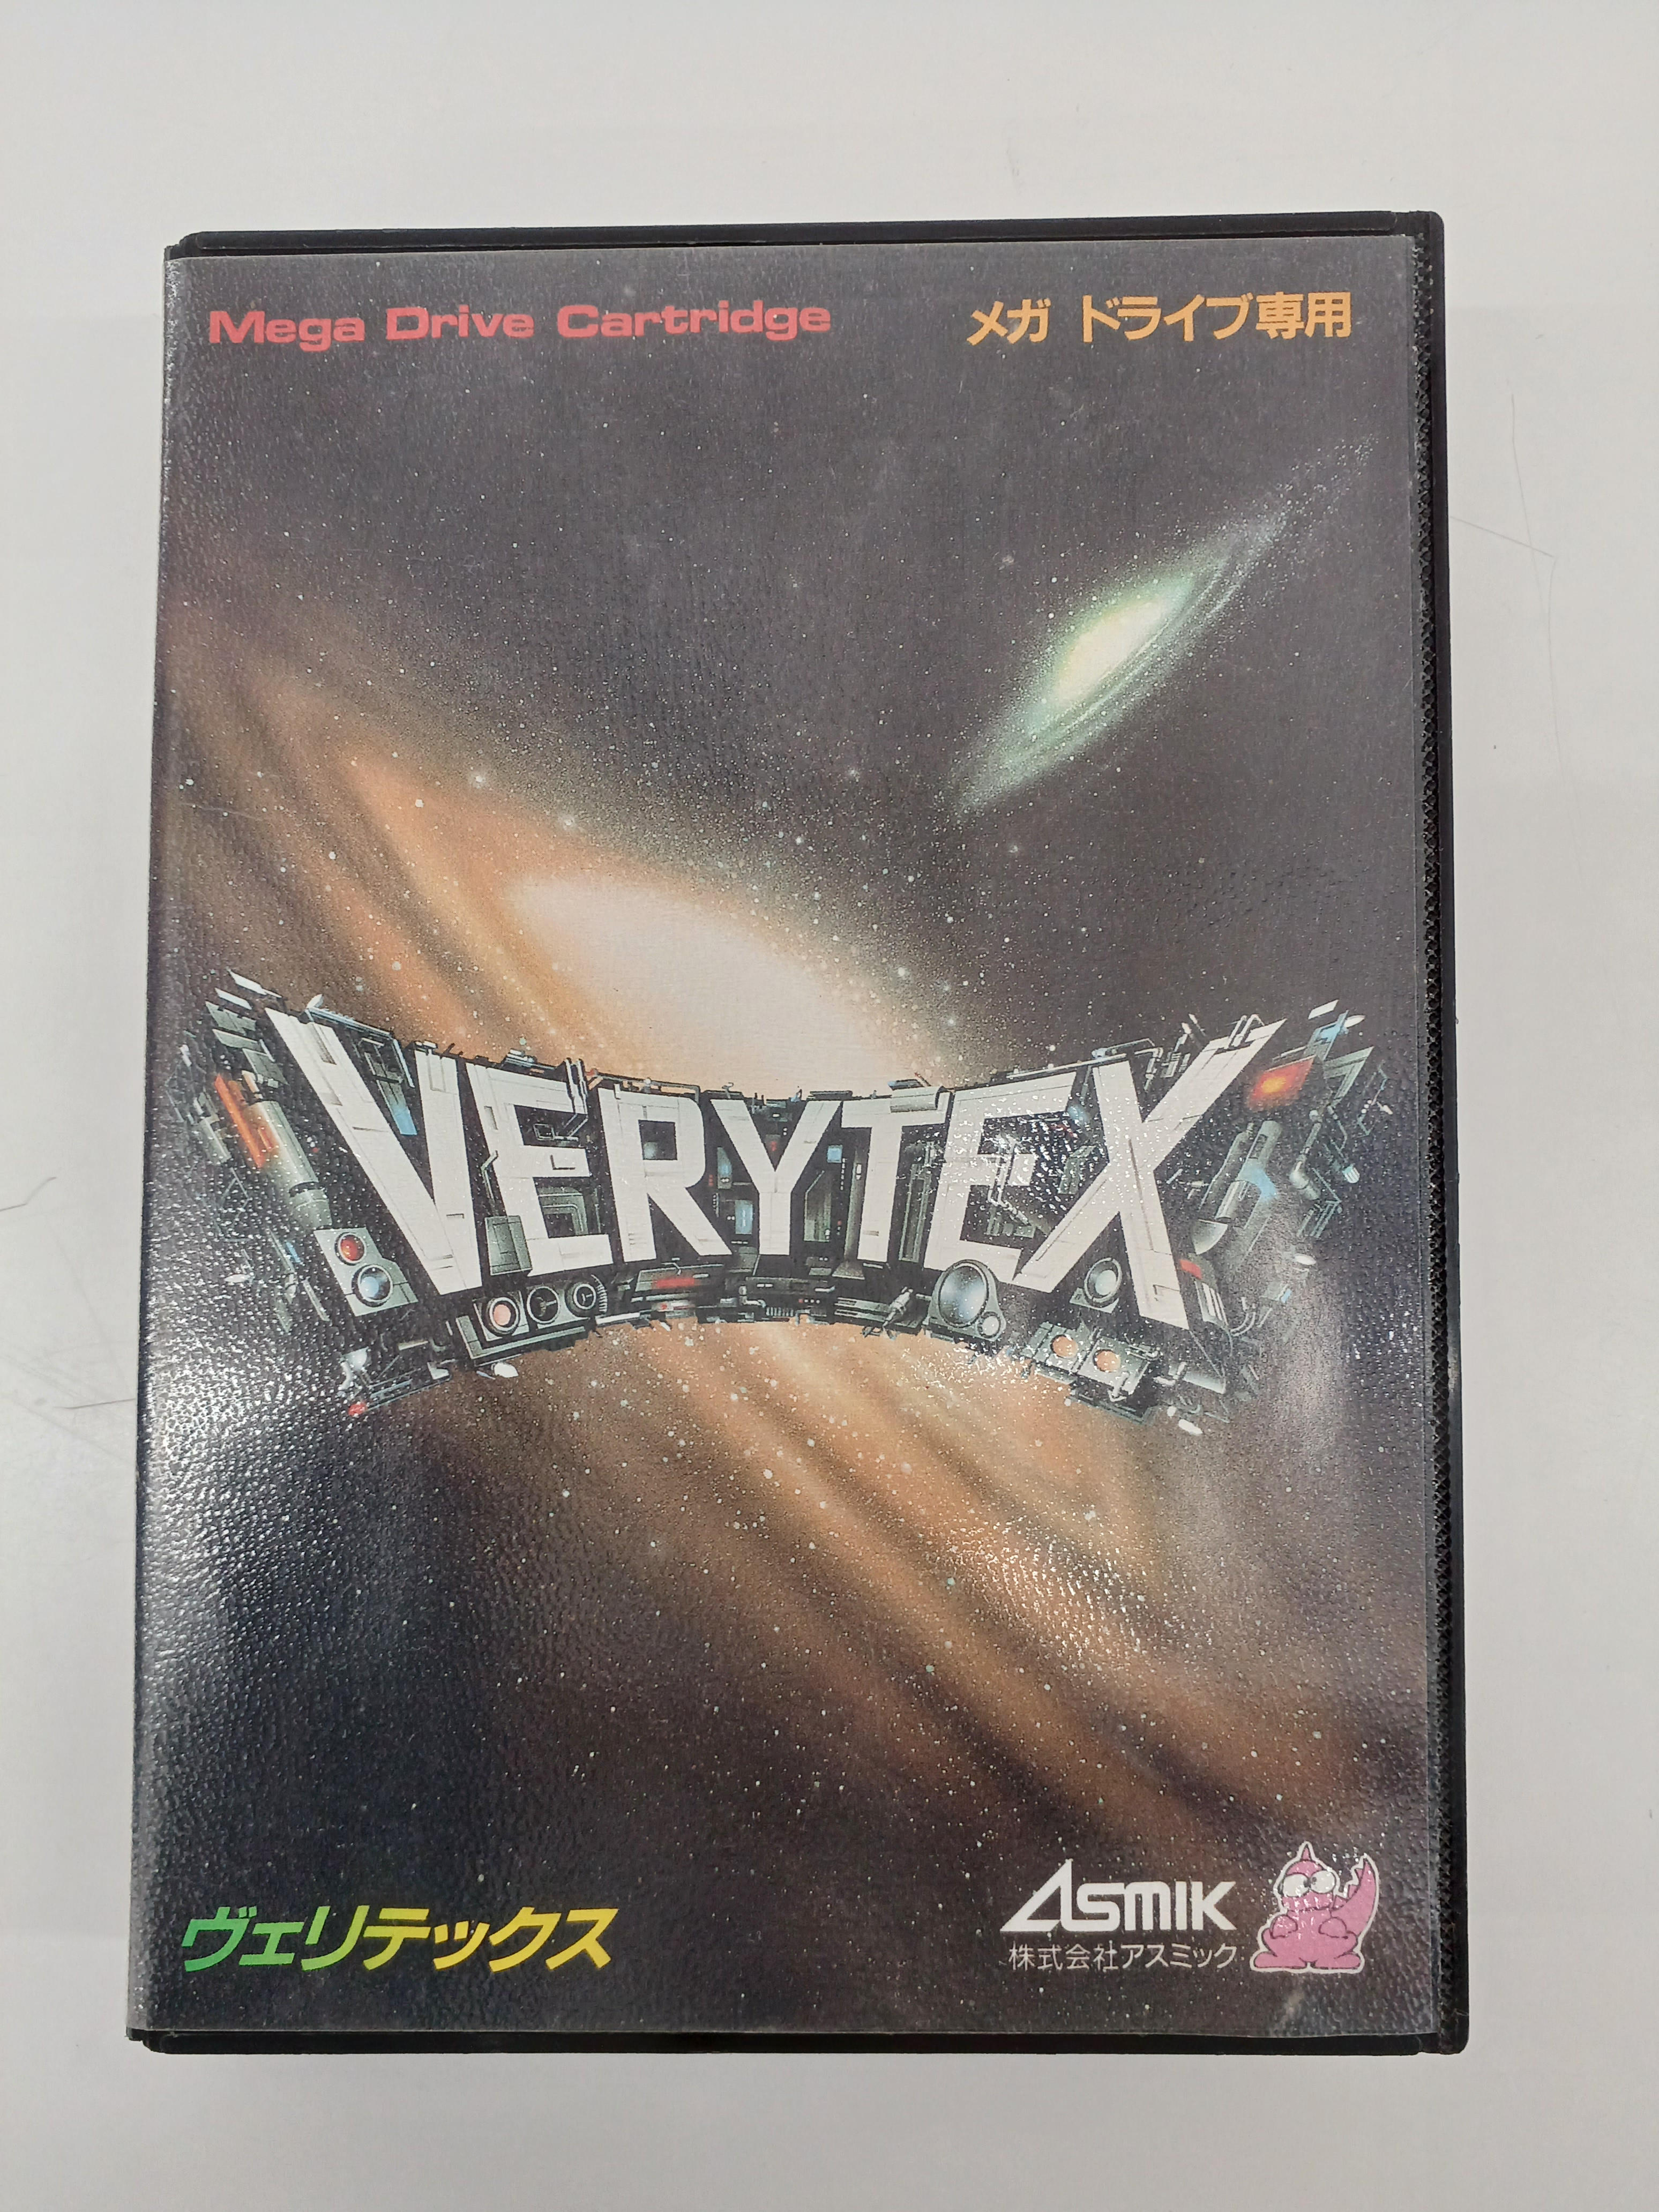 Mega Drive Cartridge
メガ ドライブ専用
VERYTEX
ヴェリテックス
ASMIK
株式会社アスミック